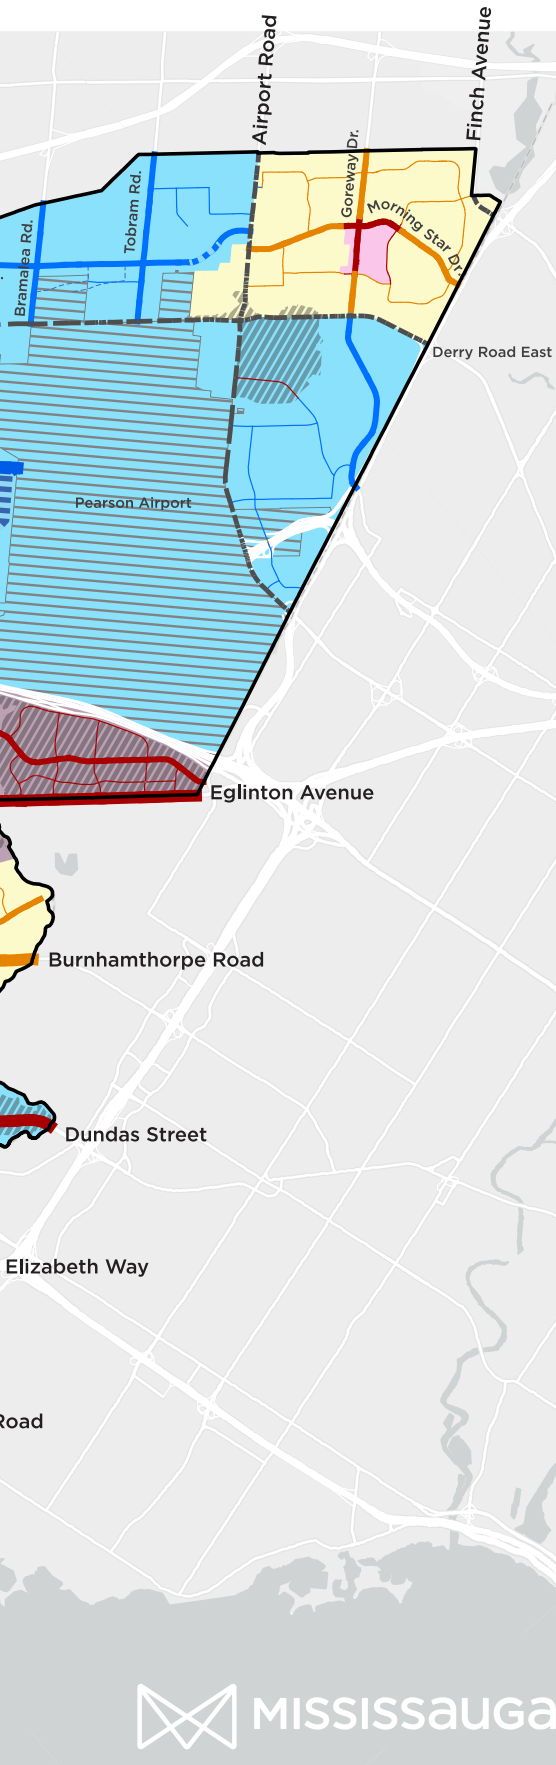 Airport Road
Finch Avenue
Goreway Dr.
Morning Star Dr.
Tobram Rd.
Bramalea Rd.
Derry Road East
Pearson Airport
Eglinton Avenue
Burnhamthorpe Road
Dundas Street
Elizabeth Way
Road
MISSISSauGa